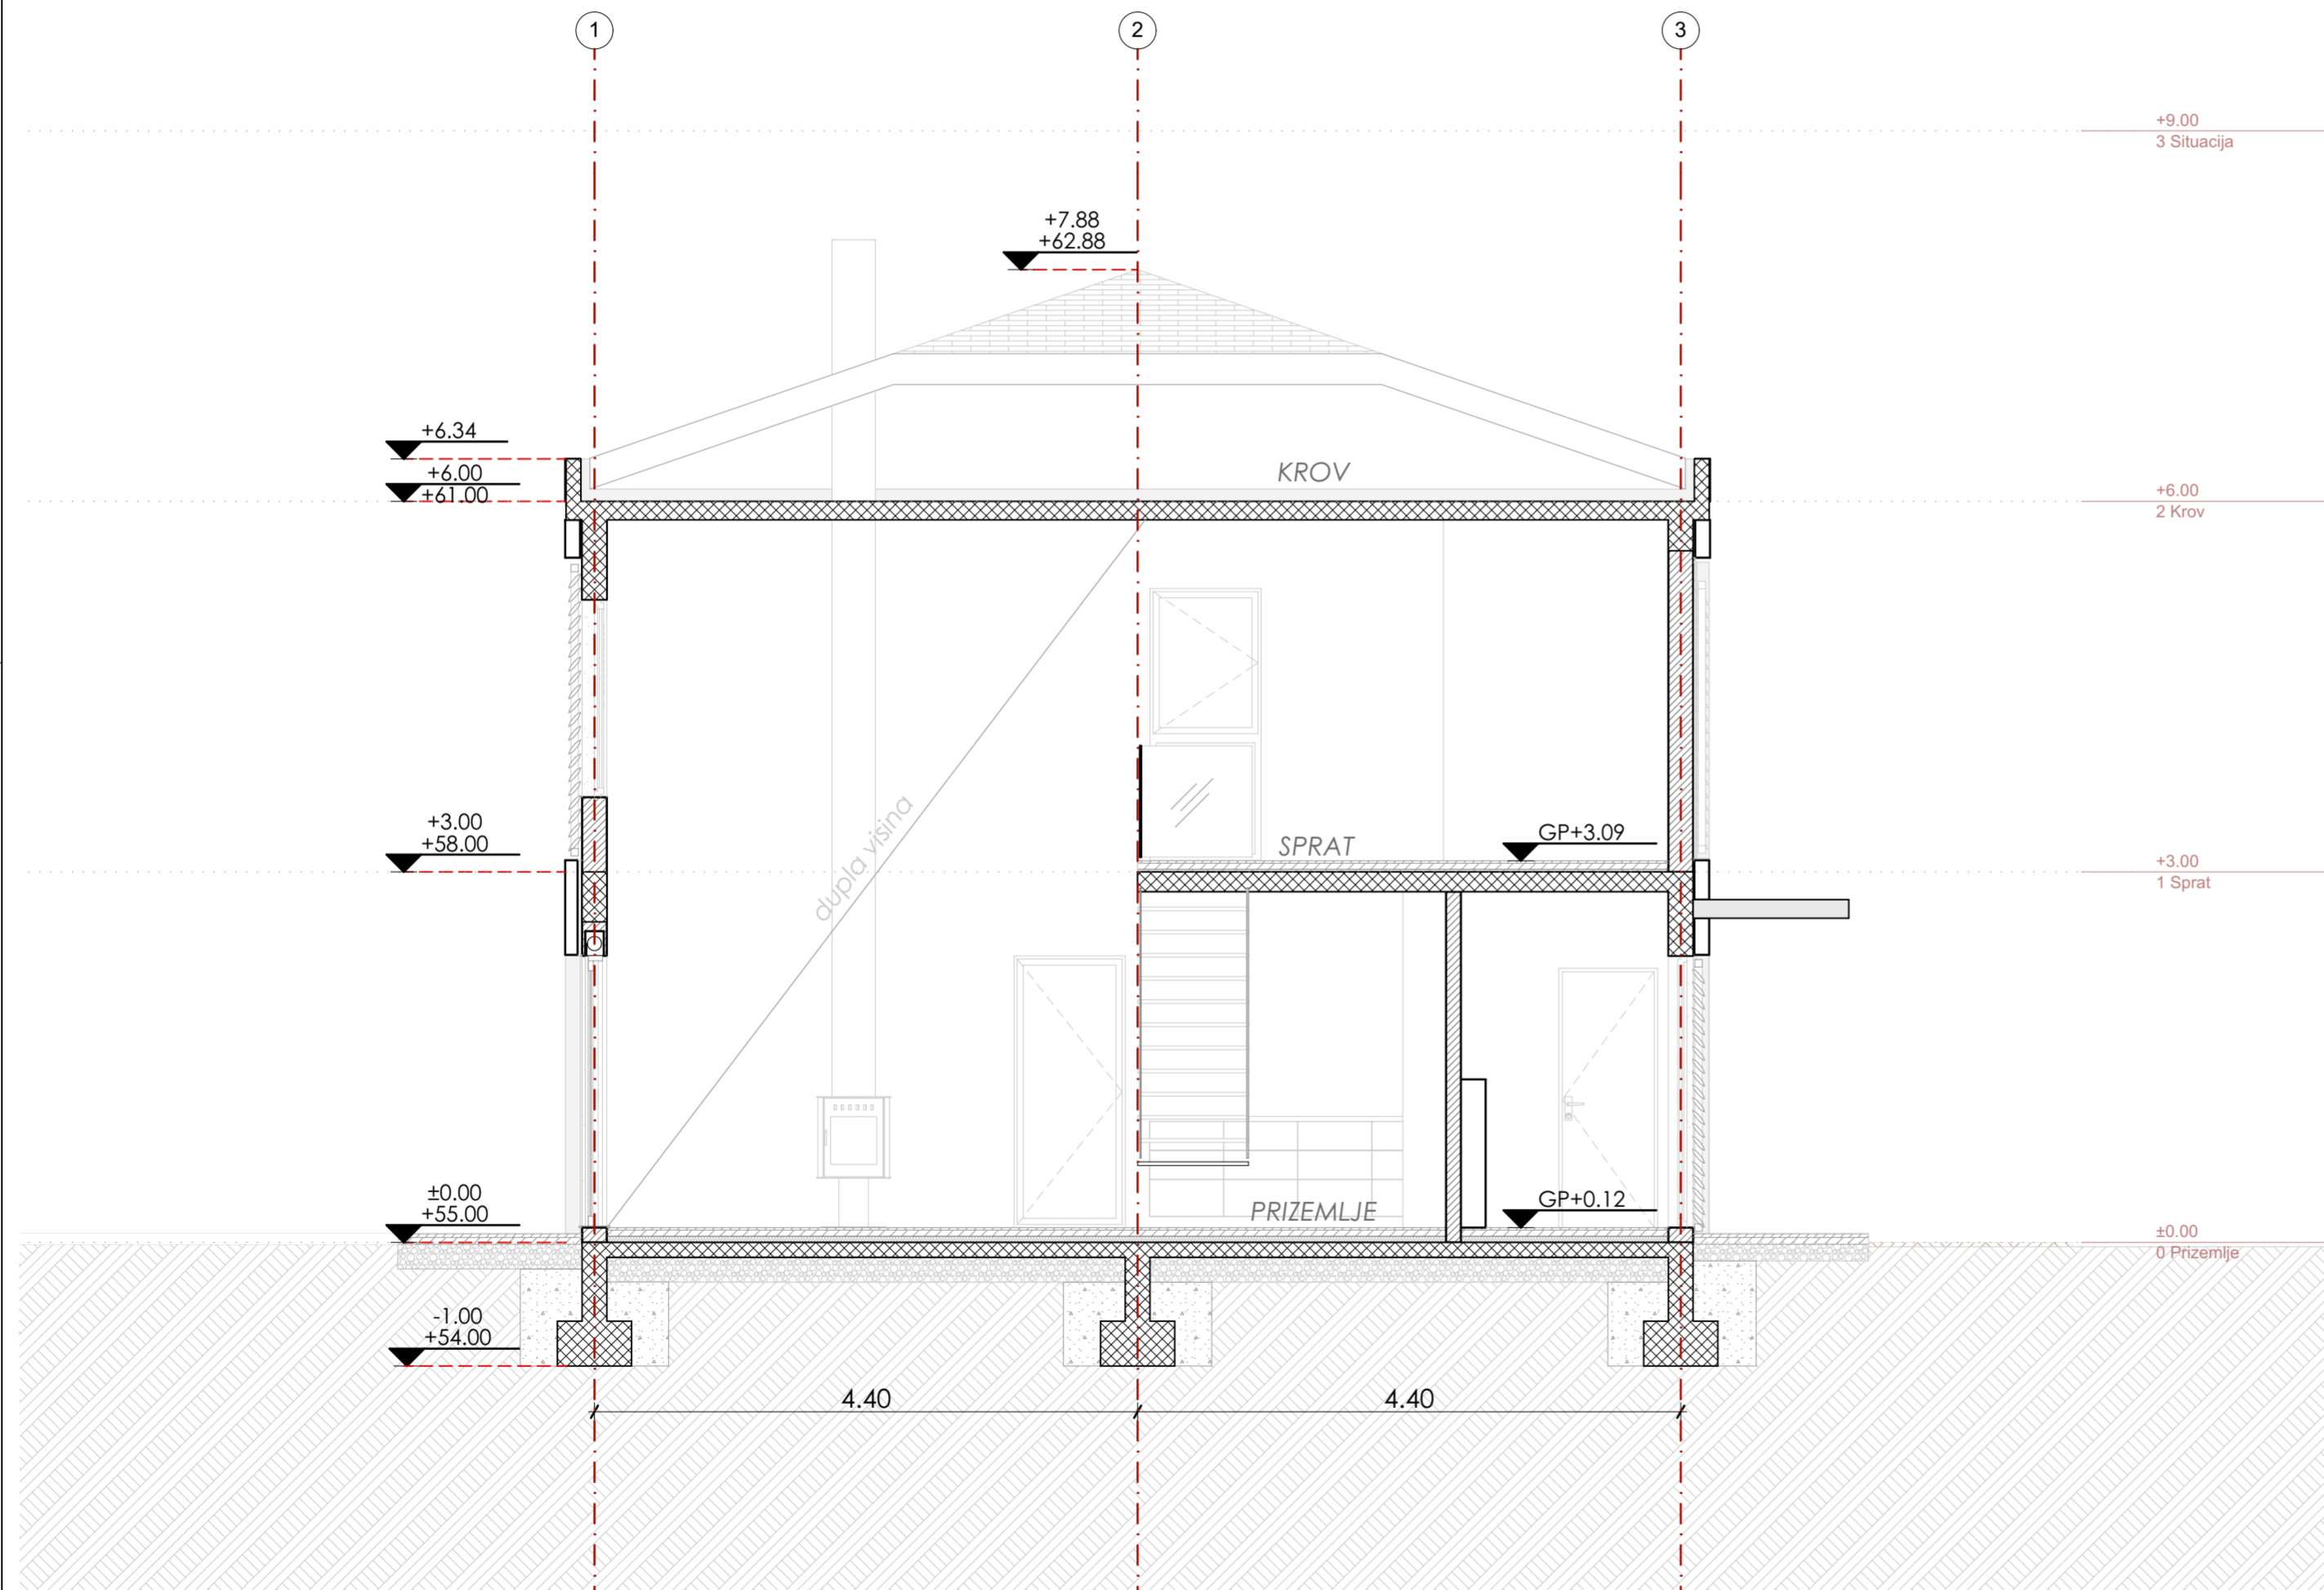 1
2
3
+9.00
3 Situacija
+7.88
+62.88
+6.34
+6.00
+61.00
KROV
+6.00
2 Krov
dupla visina
+3.00
+58.00
SPRAT
GP+3.09
+3.00
1 Sprat
±0.00
+55.00
PRIZEMLJE
GP+0.12
±0.00
0 Prizemlje
-1.00
+54.00
4.40
4.40